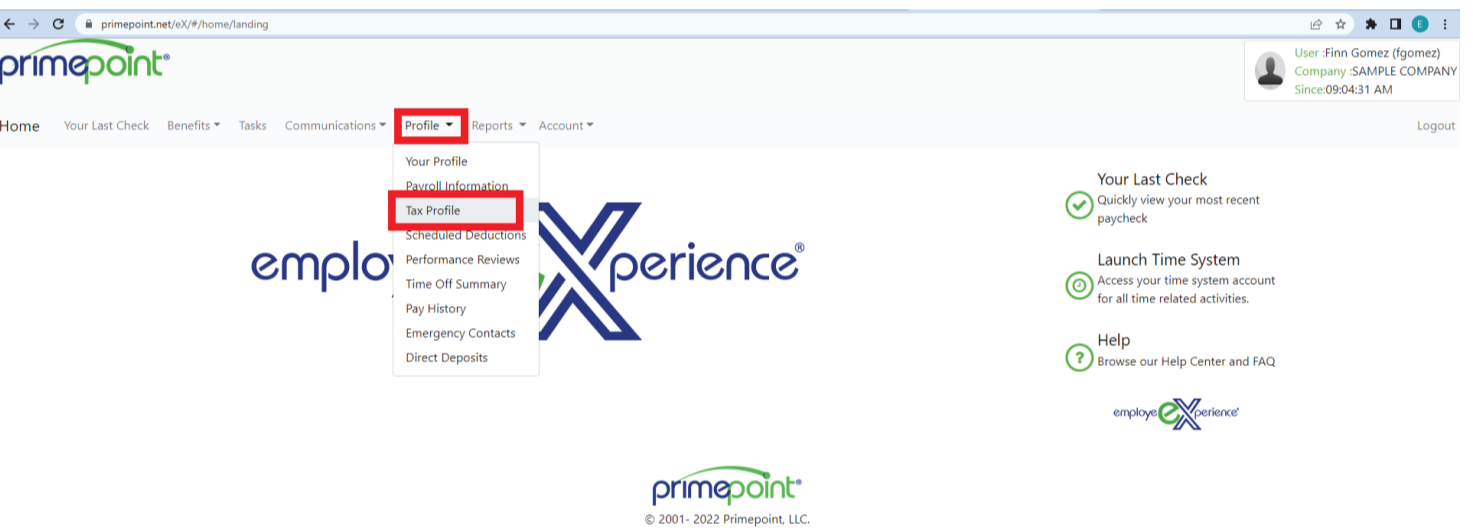 primepoint.net/eX/#/home/landing
E
primepoint®
User :Finn Gomez (fgomez)
Company :SAMPLE COMPANY
Since:09:04:31 AM
Home Your Last Check Benefits Tasks Communications Profile Reports Account Logout
Your Profile
Payroll Information
Tax Profile
Scheduled Deductions
Performance Reviews
Time Off Summary
Pay History
Emergency Contacts
Direct Deposits
emplo Xperience®
Your Last Check
Quickly view your most recent
paycheck
Launch Time System
Access your time system account
for all time related activities.
Help
Browse our Help Center and FAQ
employeeXperience®
primepoint®
© 2001- 2022 Primepoint, LLC.